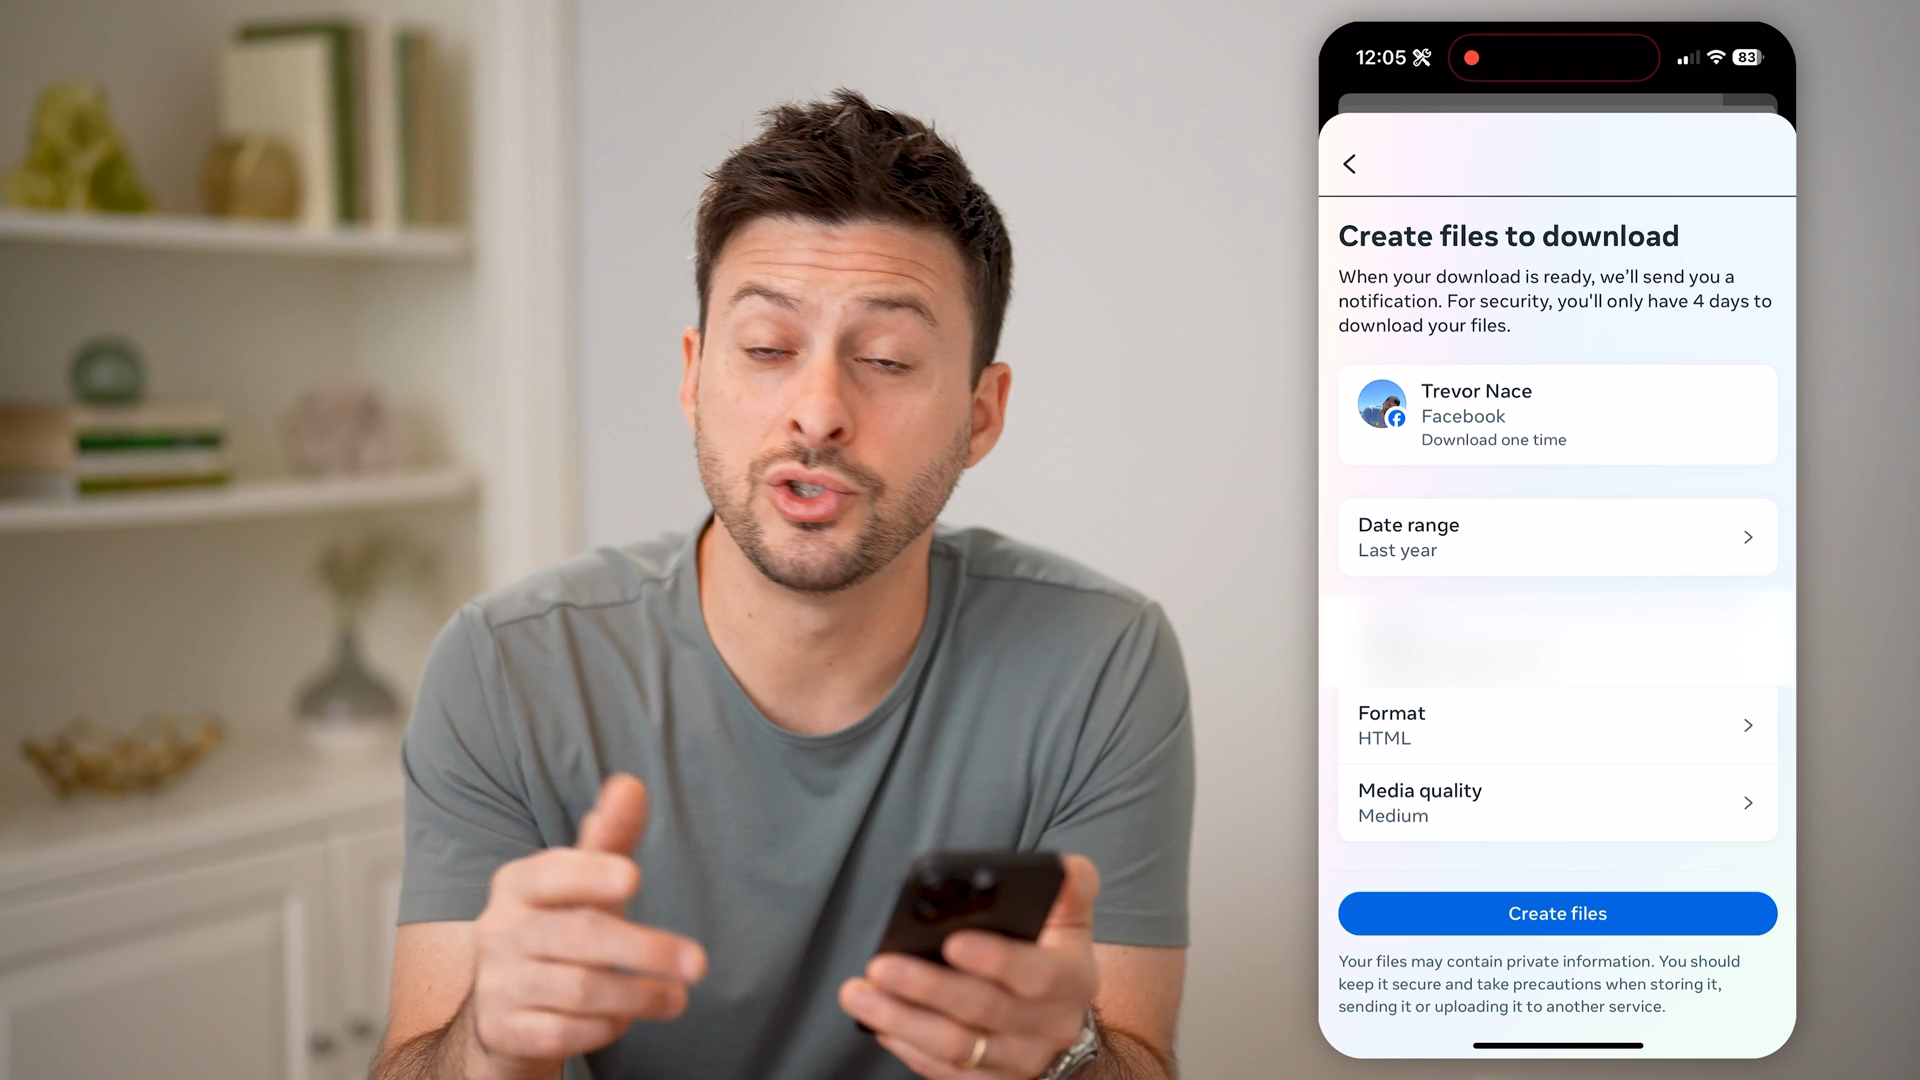 12:05
83
Create files to download
When your download is ready, we’ll send you a
notification. For security, you'll only have 4 days to
download your files.
Trevor Nace
Facebook
Download one time
Date range
Last year
Format
HTML
Media quality
Medium
Create files
Your files may contain private information. You should
keep it secure and take precautions when storing it,
sending it or uploading it to another service.